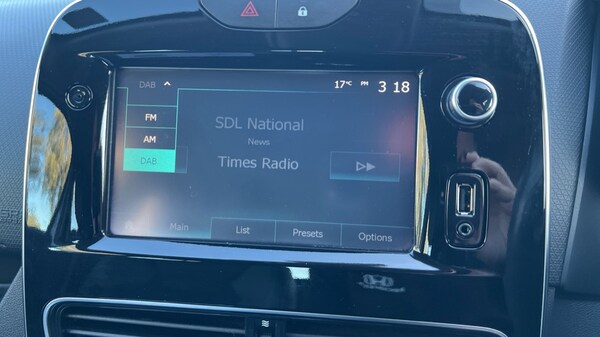 DAB
17°C PM 3 18
FM
AM
DAB
SDL National
News
Times Radio
Main
List
Presets
Options